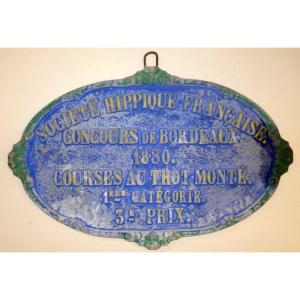 SOCIÉTÉ HIPPIQUE FRANÇAISE.
CONCOURS DE BORDEAUX.
1880.
COURSES AU TROT MONTÉ.
1ÈRE CATÉGORIE.
3E PRIX.